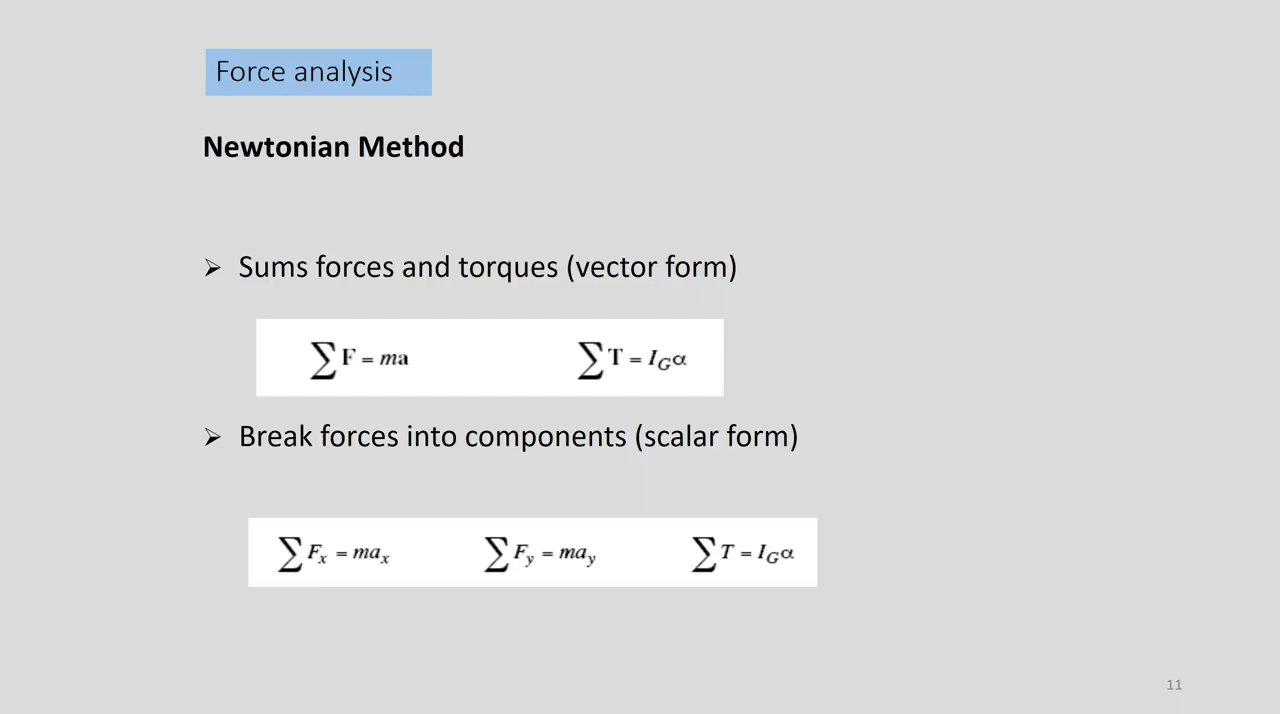 Force analysis
Newtonian Method
➢ Sums forces and torques (vector form)
∑F = ma ∑T = I_Gα
➢ Break forces into components (scalar form)
∑F_x = ma_x ∑F_y = ma_y ∑T = I_Gα
11